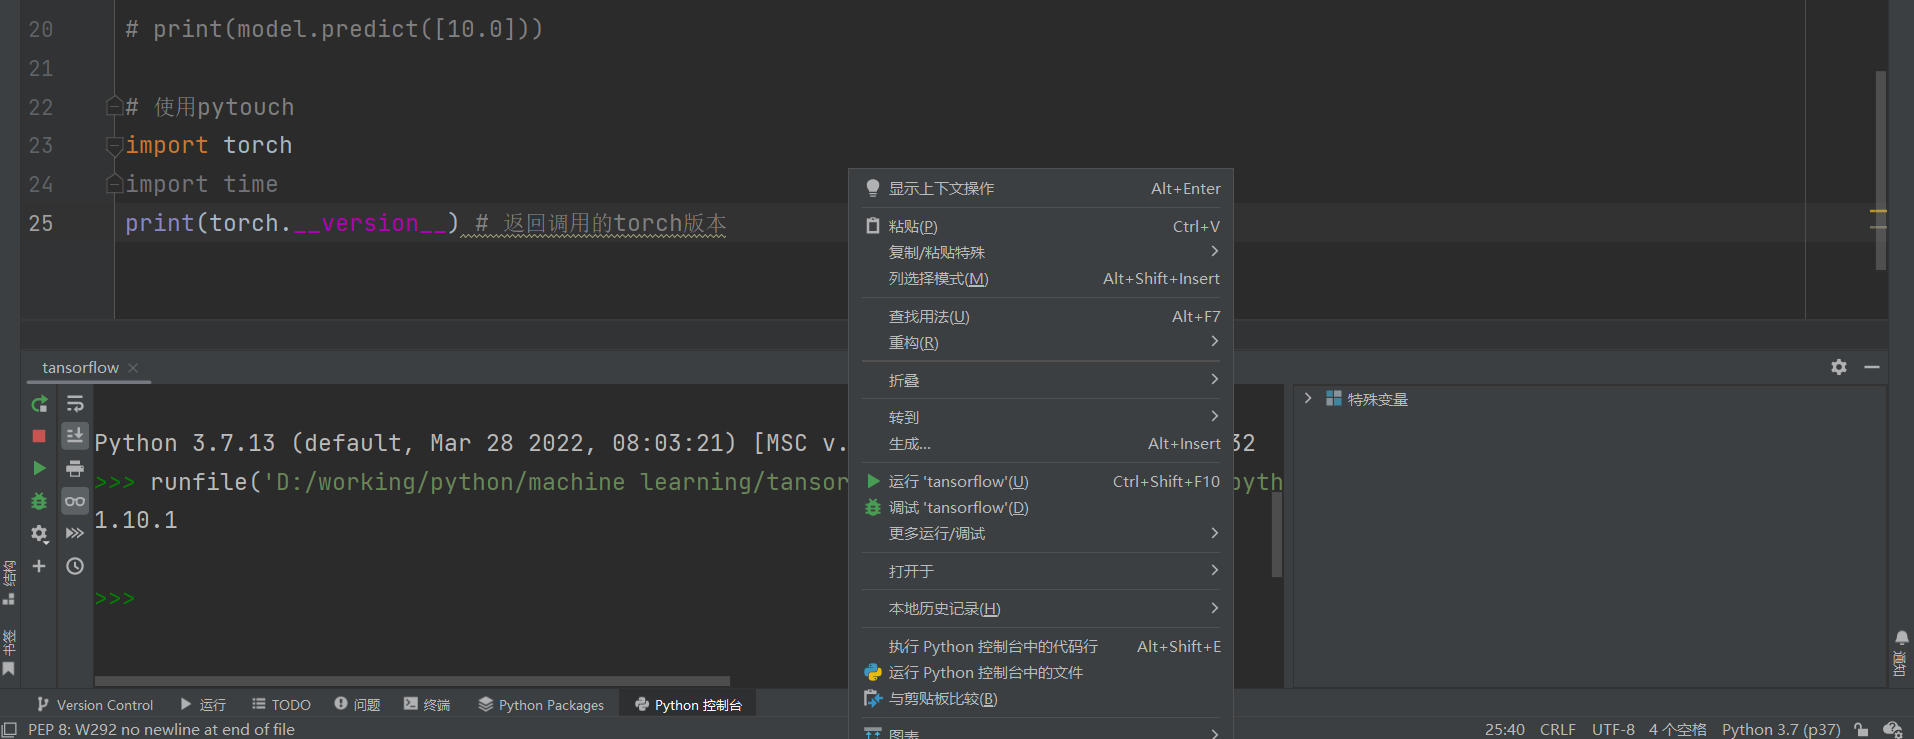 20 # print(model.predict([10.0]))
21
22 # 使用pytouch
23 import torch
24 import time
25 print(torch.__version__) # 返回调用的torch版本
显示上下文操作 Alt+Enter
粘贴(P) Ctrl+V
复制/粘贴特殊
列选择模式(M) Alt+Shift+Insert
查找用法(U) Alt+F7
重构(R)
折叠
转到
生成... Alt+Insert
运行 'tansorflow'(U) Ctrl+Shift+F10
调试 'tansorflow'(D)
更多运行/调试
打开于
本地历史记录(H)
执行 Python 控制台中的代码行 Alt+Shift+E
运行 Python 控制台中的文件
与剪贴板比较(B)
图表
tansorflow
特殊变量
Python 3.7.13 (default, Mar 28 2022, 08:03:21) [MSC v. 32
>>> runfile('D:/working/python/machine learning/tansor pyth
1.10.1
>>>
结构
书签
通知
Version Control 运行 TODO 问题 终端 Python Packages Python 控制台
PEP 8: W292 no newline at end of file 25:40 CRLF UTF-8 4 个空格 Python 3.7 (p37)